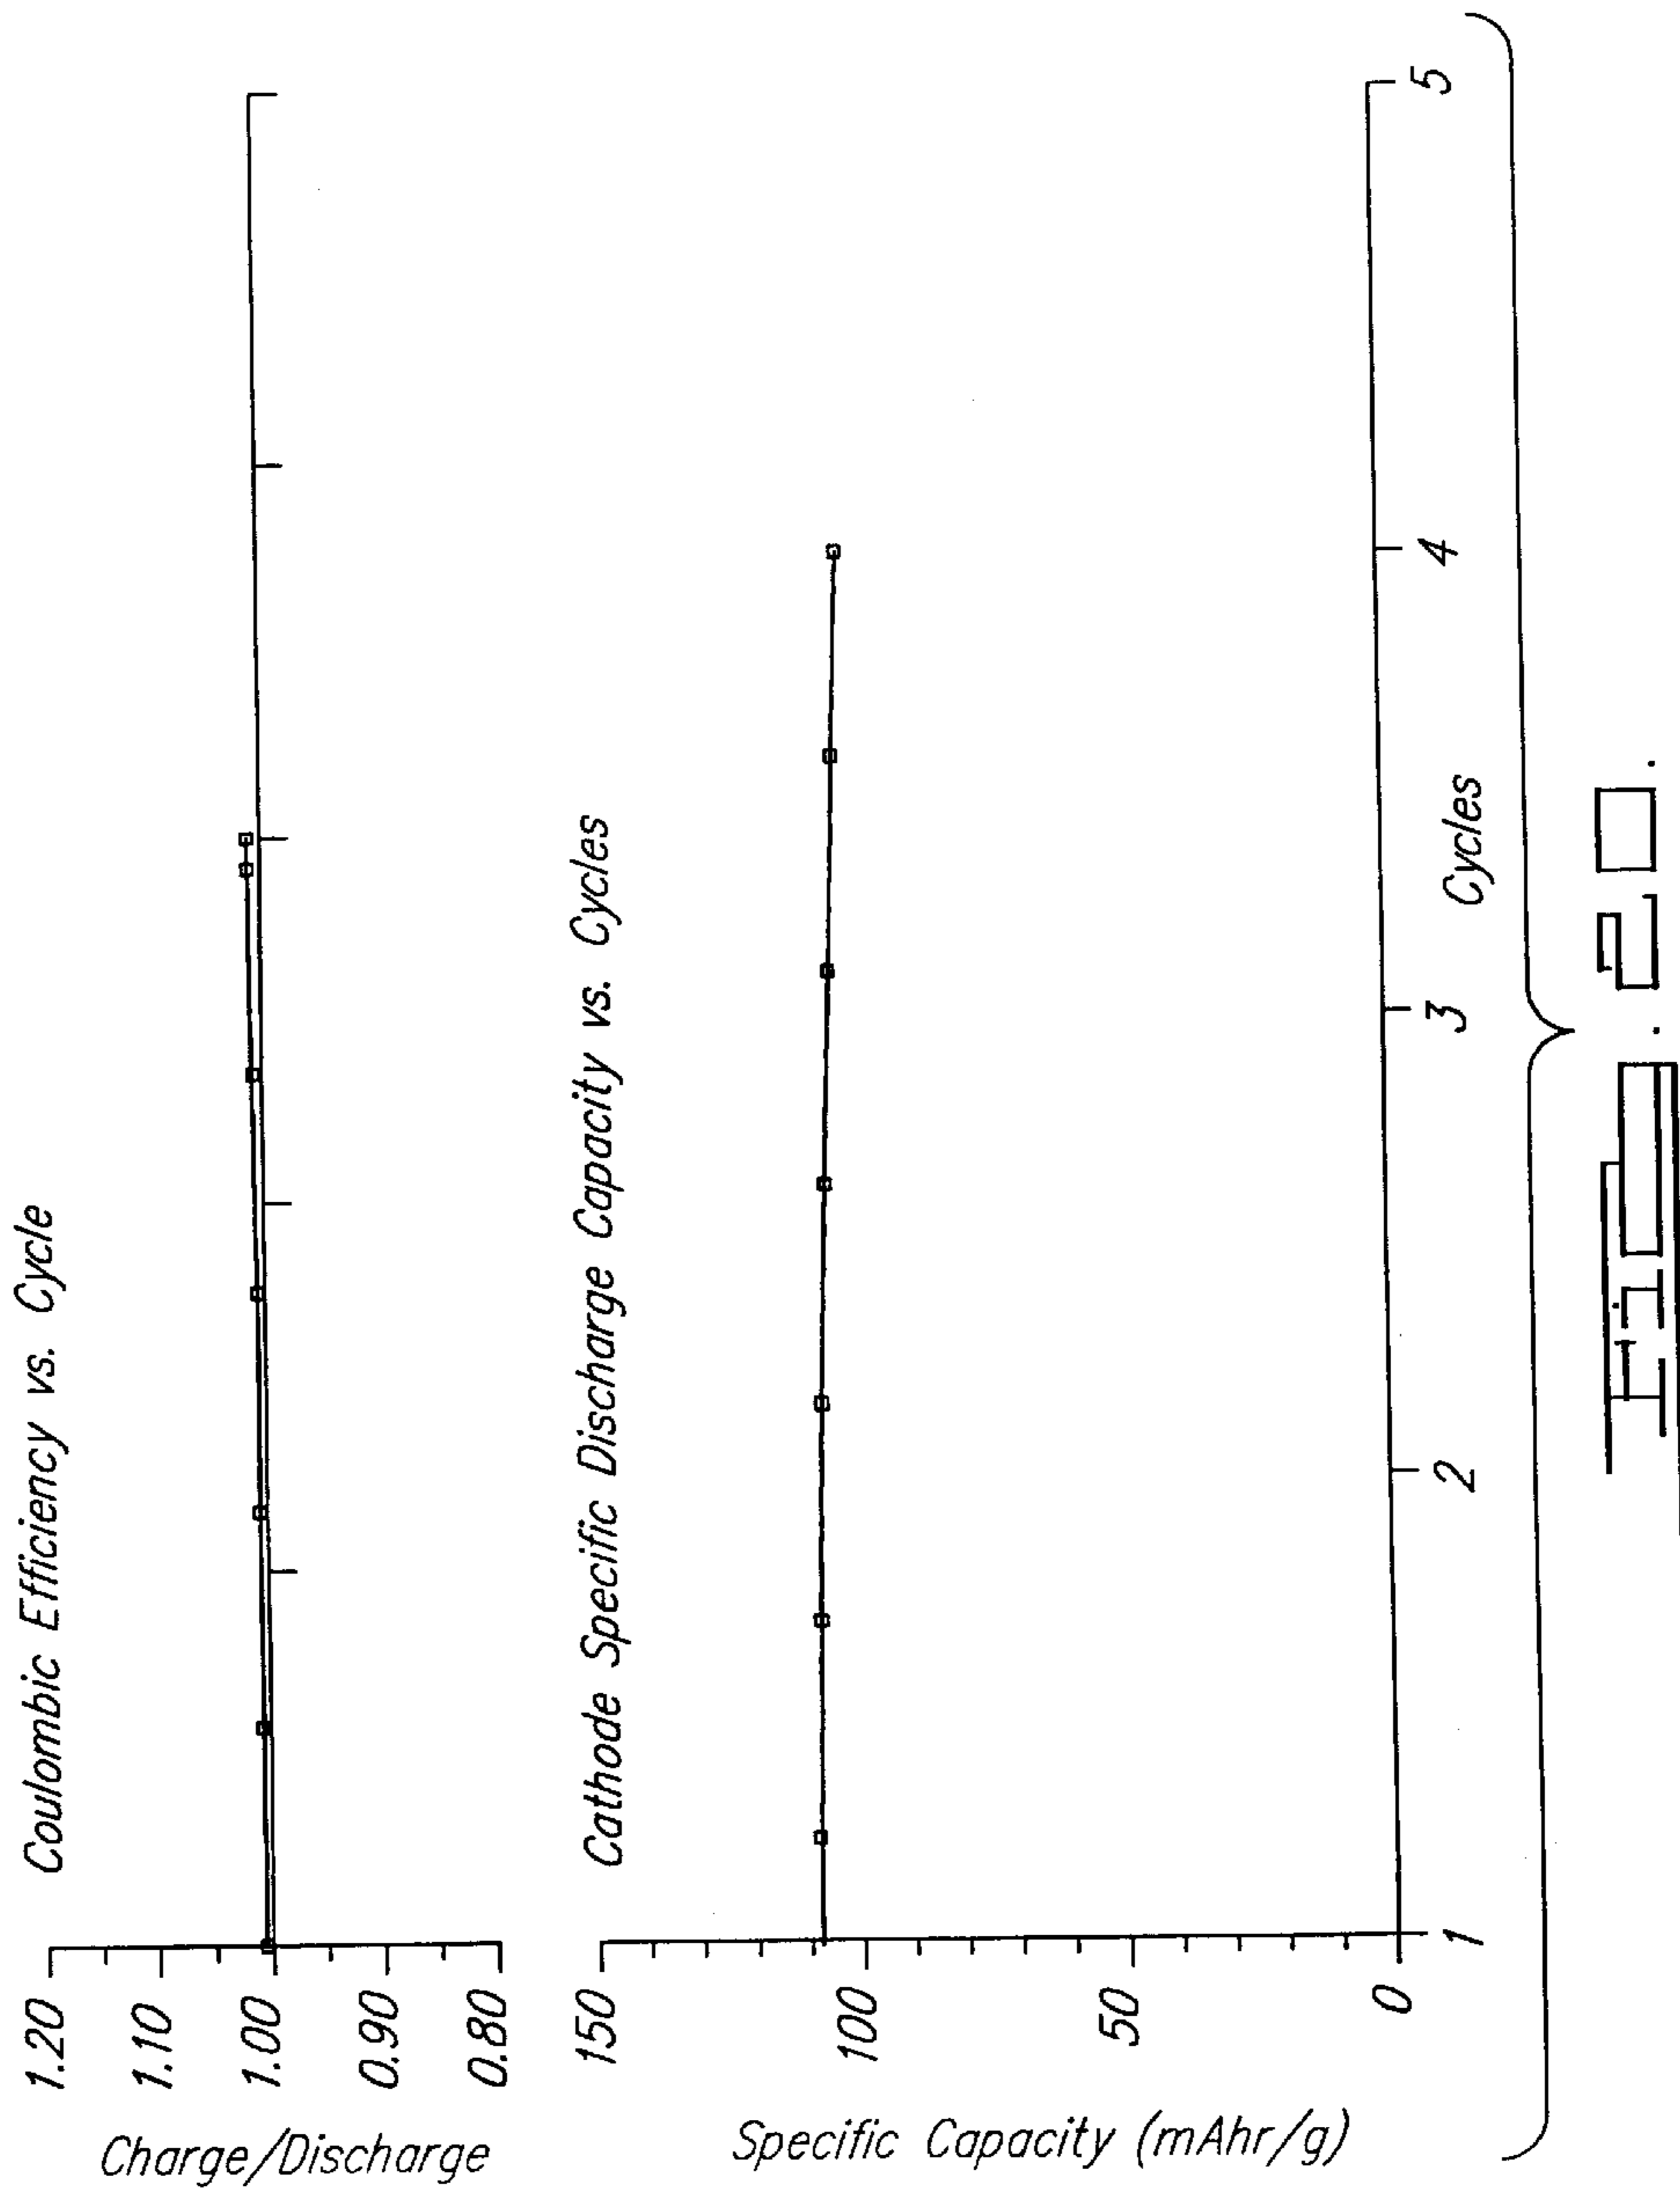 Coulombic Efficiency vs. Cycle
1.20
1.10
1.00
0.90
0.80
Charge/Discharge
Cathode Specific Discharge Capacity vs. Cycles
150
100
50
0
Specific Capacity (mAhr/g)
1 2 3 4 5
Cycles
Fig. 20.